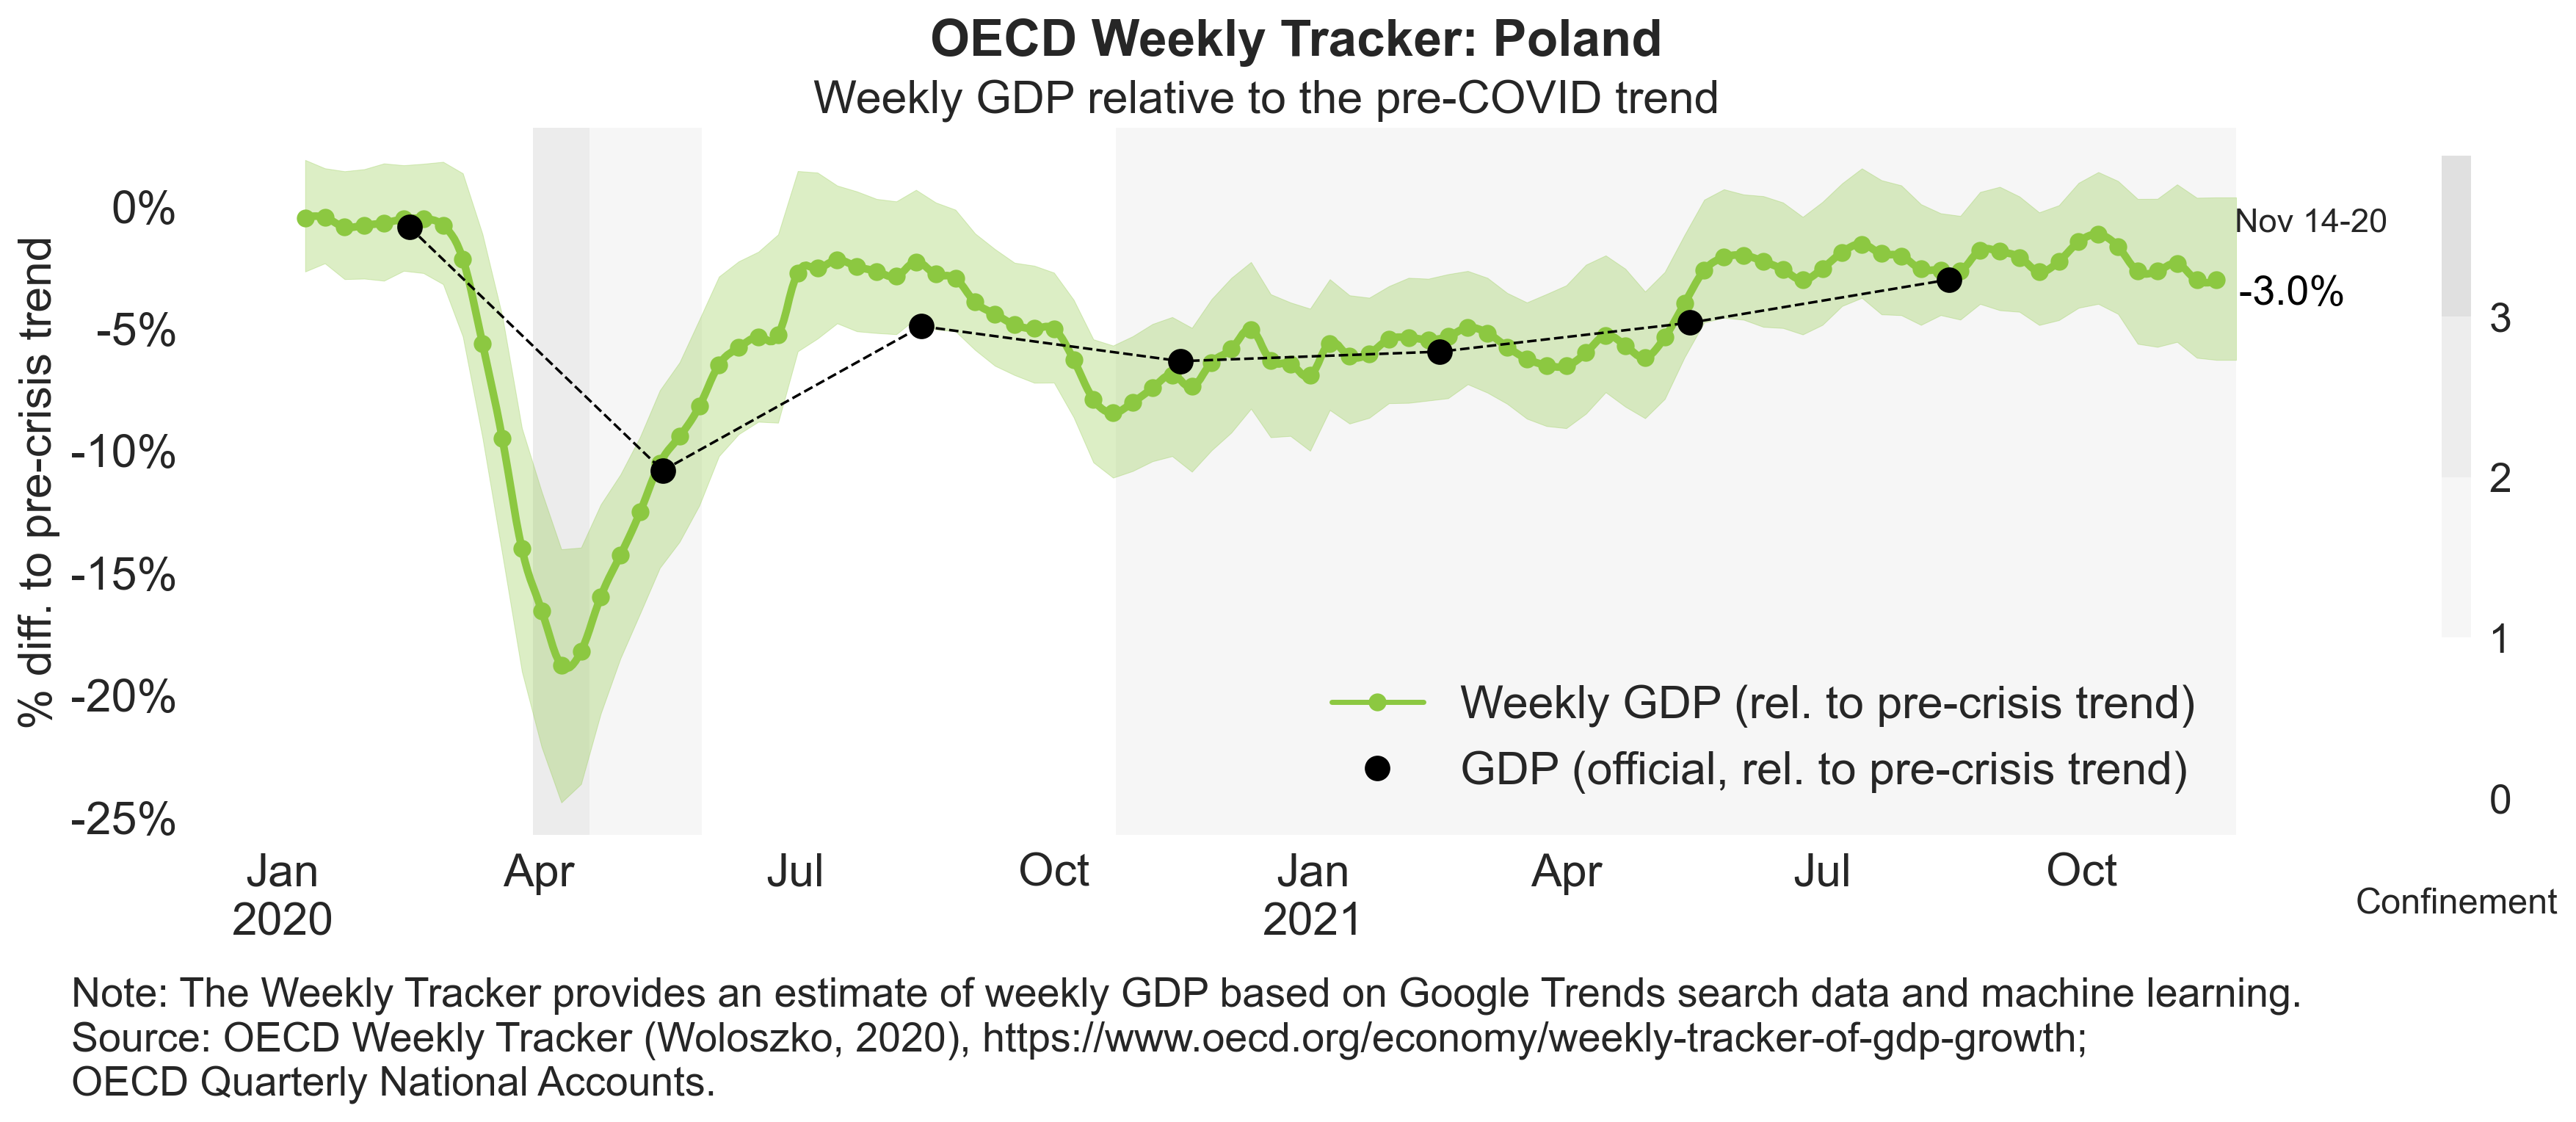 OECD Weekly Tracker: Poland
Weekly GDP relative to the pre-COVID trend
% diff. to pre-crisis trend
0%
-5%
-10%
-15%
-20%
-25%
Nov 14-20
-3.0%
Weekly GDP (rel. to pre-crisis trend)
GDP (official, rel. to pre-crisis trend)
3
2
1
0
Confinement
Jan Apr Jul Oct Jan Apr Jul Oct
2020 2021
Note: The Weekly Tracker provides an estimate of weekly GDP based on Google Trends search data and machine learning.
Source: OECD Weekly Tracker (Woloszko, 2020), https://www.oecd.org/economy/weekly-tracker-of-gdp-growth;
OECD Quarterly National Accounts.